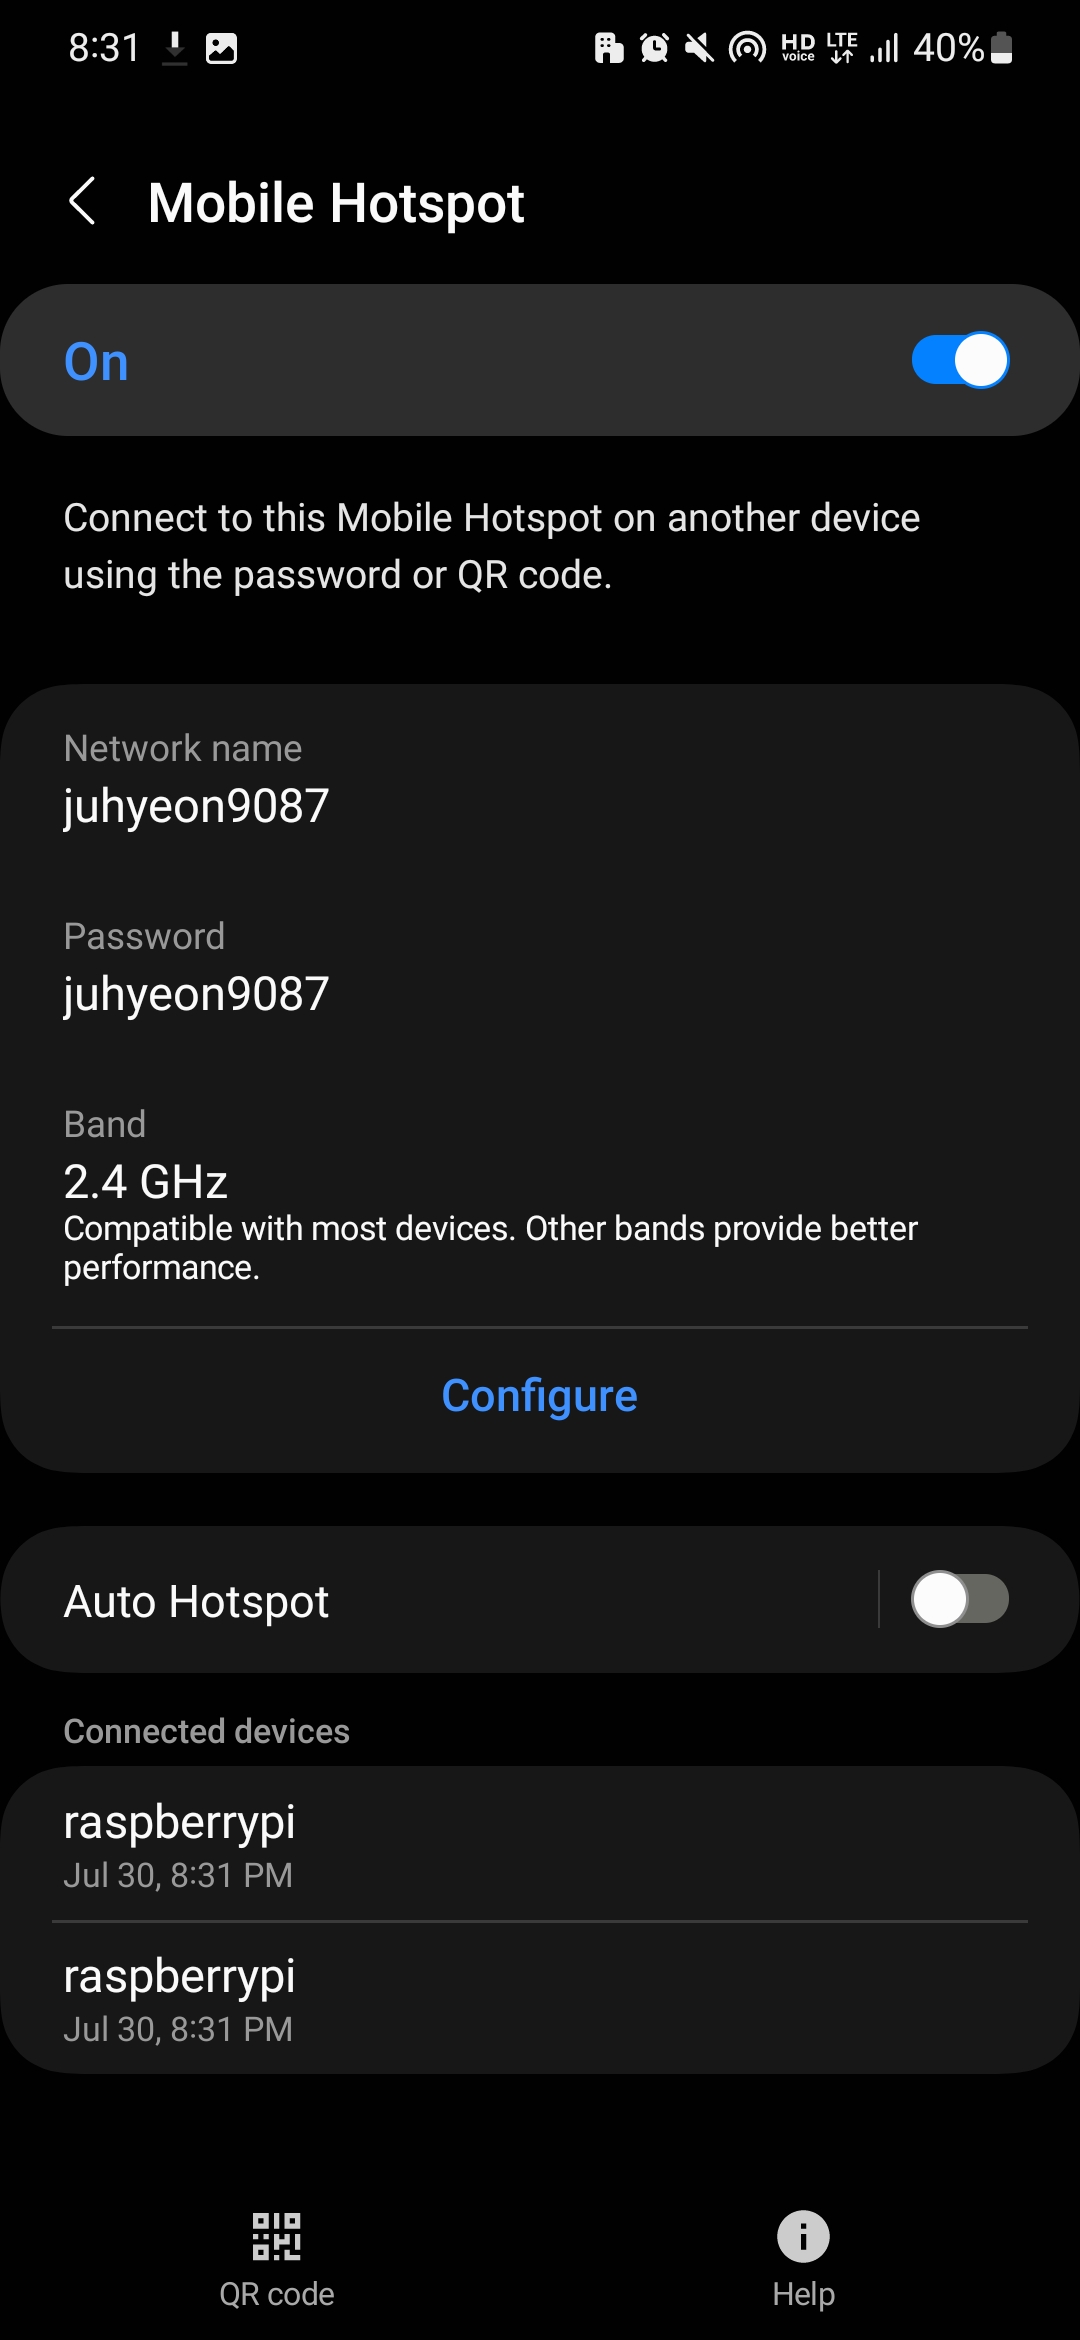 8:31
HD voice LTE 40%
Mobile Hotspot
On
Connect to this Mobile Hotspot on another device
using the password or QR code.
Network name
juhyeon9087
Password
juhyeon9087
Band
2.4 GHz
Compatible with most devices. Other bands provide better
performance.
Configure
Auto Hotspot
Connected devices
raspberrypi
Jul 30, 8:31 PM
raspberrypi
Jul 30, 8:31 PM
QR code
Help